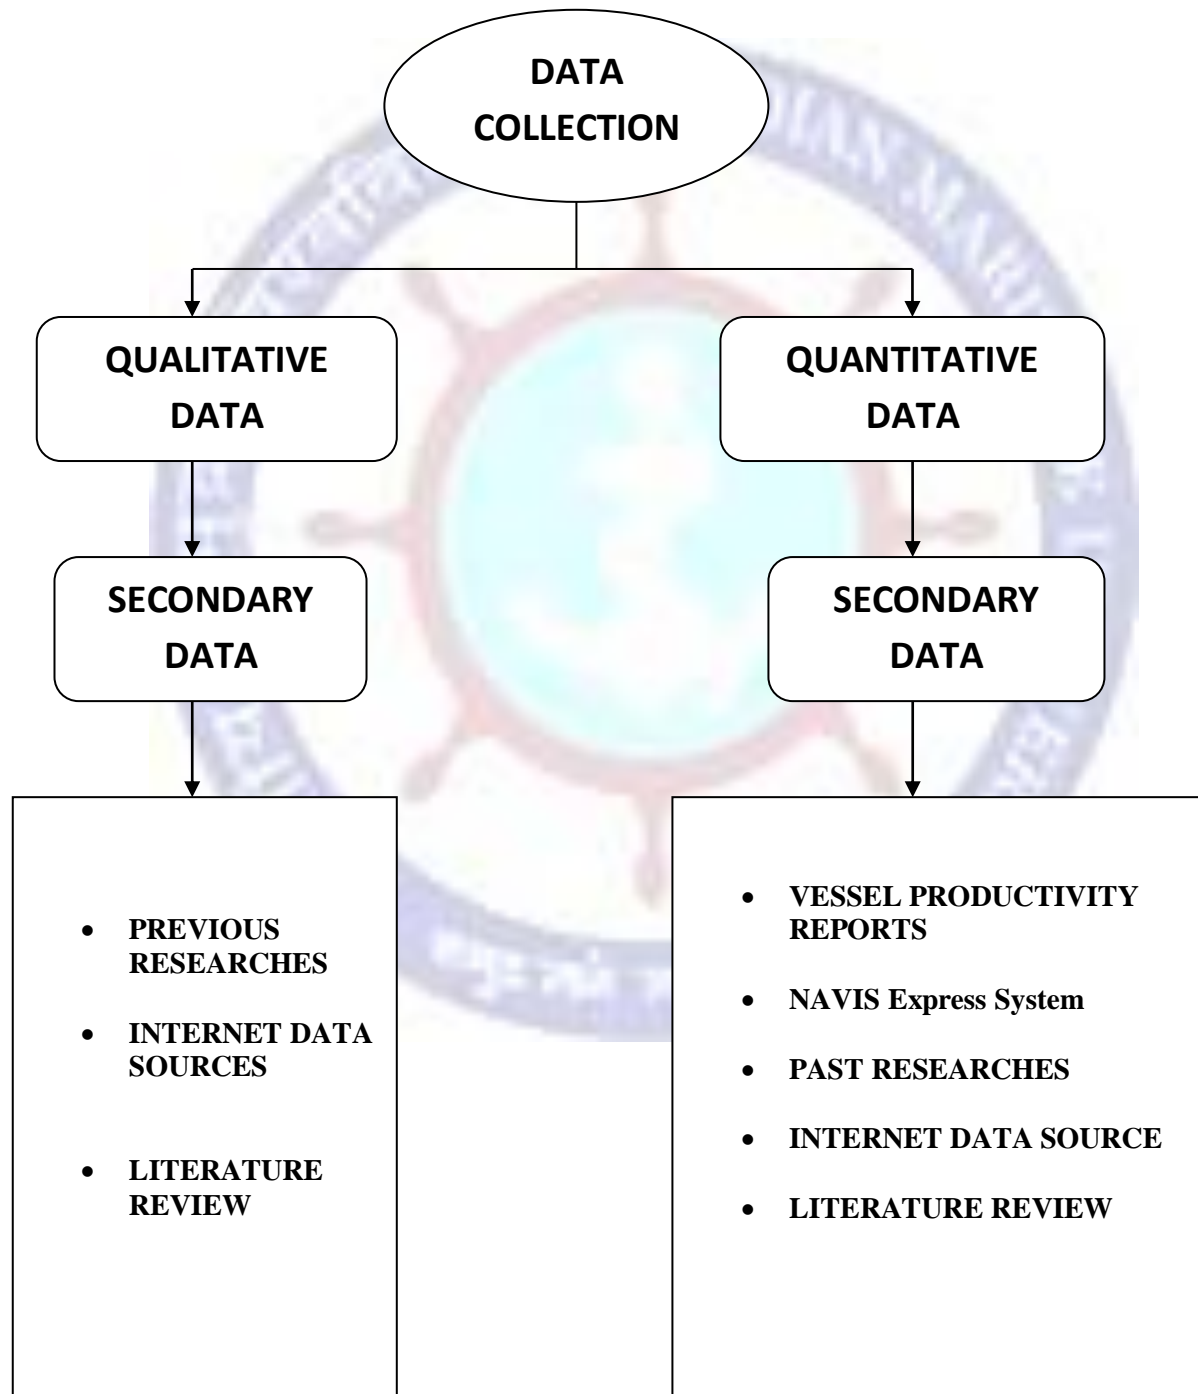 DATA
COLLECTION
QUALITATIVE
DATA
QUANTITATIVE
DATA
SECONDARY
DATA
SECONDARY
DATA
• PREVIOUS
RESEARCHES
• INTERNET DATA
SOURCES
• LITERATURE
REVIEW
• VESSEL PRODUCTIVITY
REPORTS
• NAVIS Express System
• PAST RESEARCHES
• INTERNET DATA SOURCE
• LITERATURE REVIEW